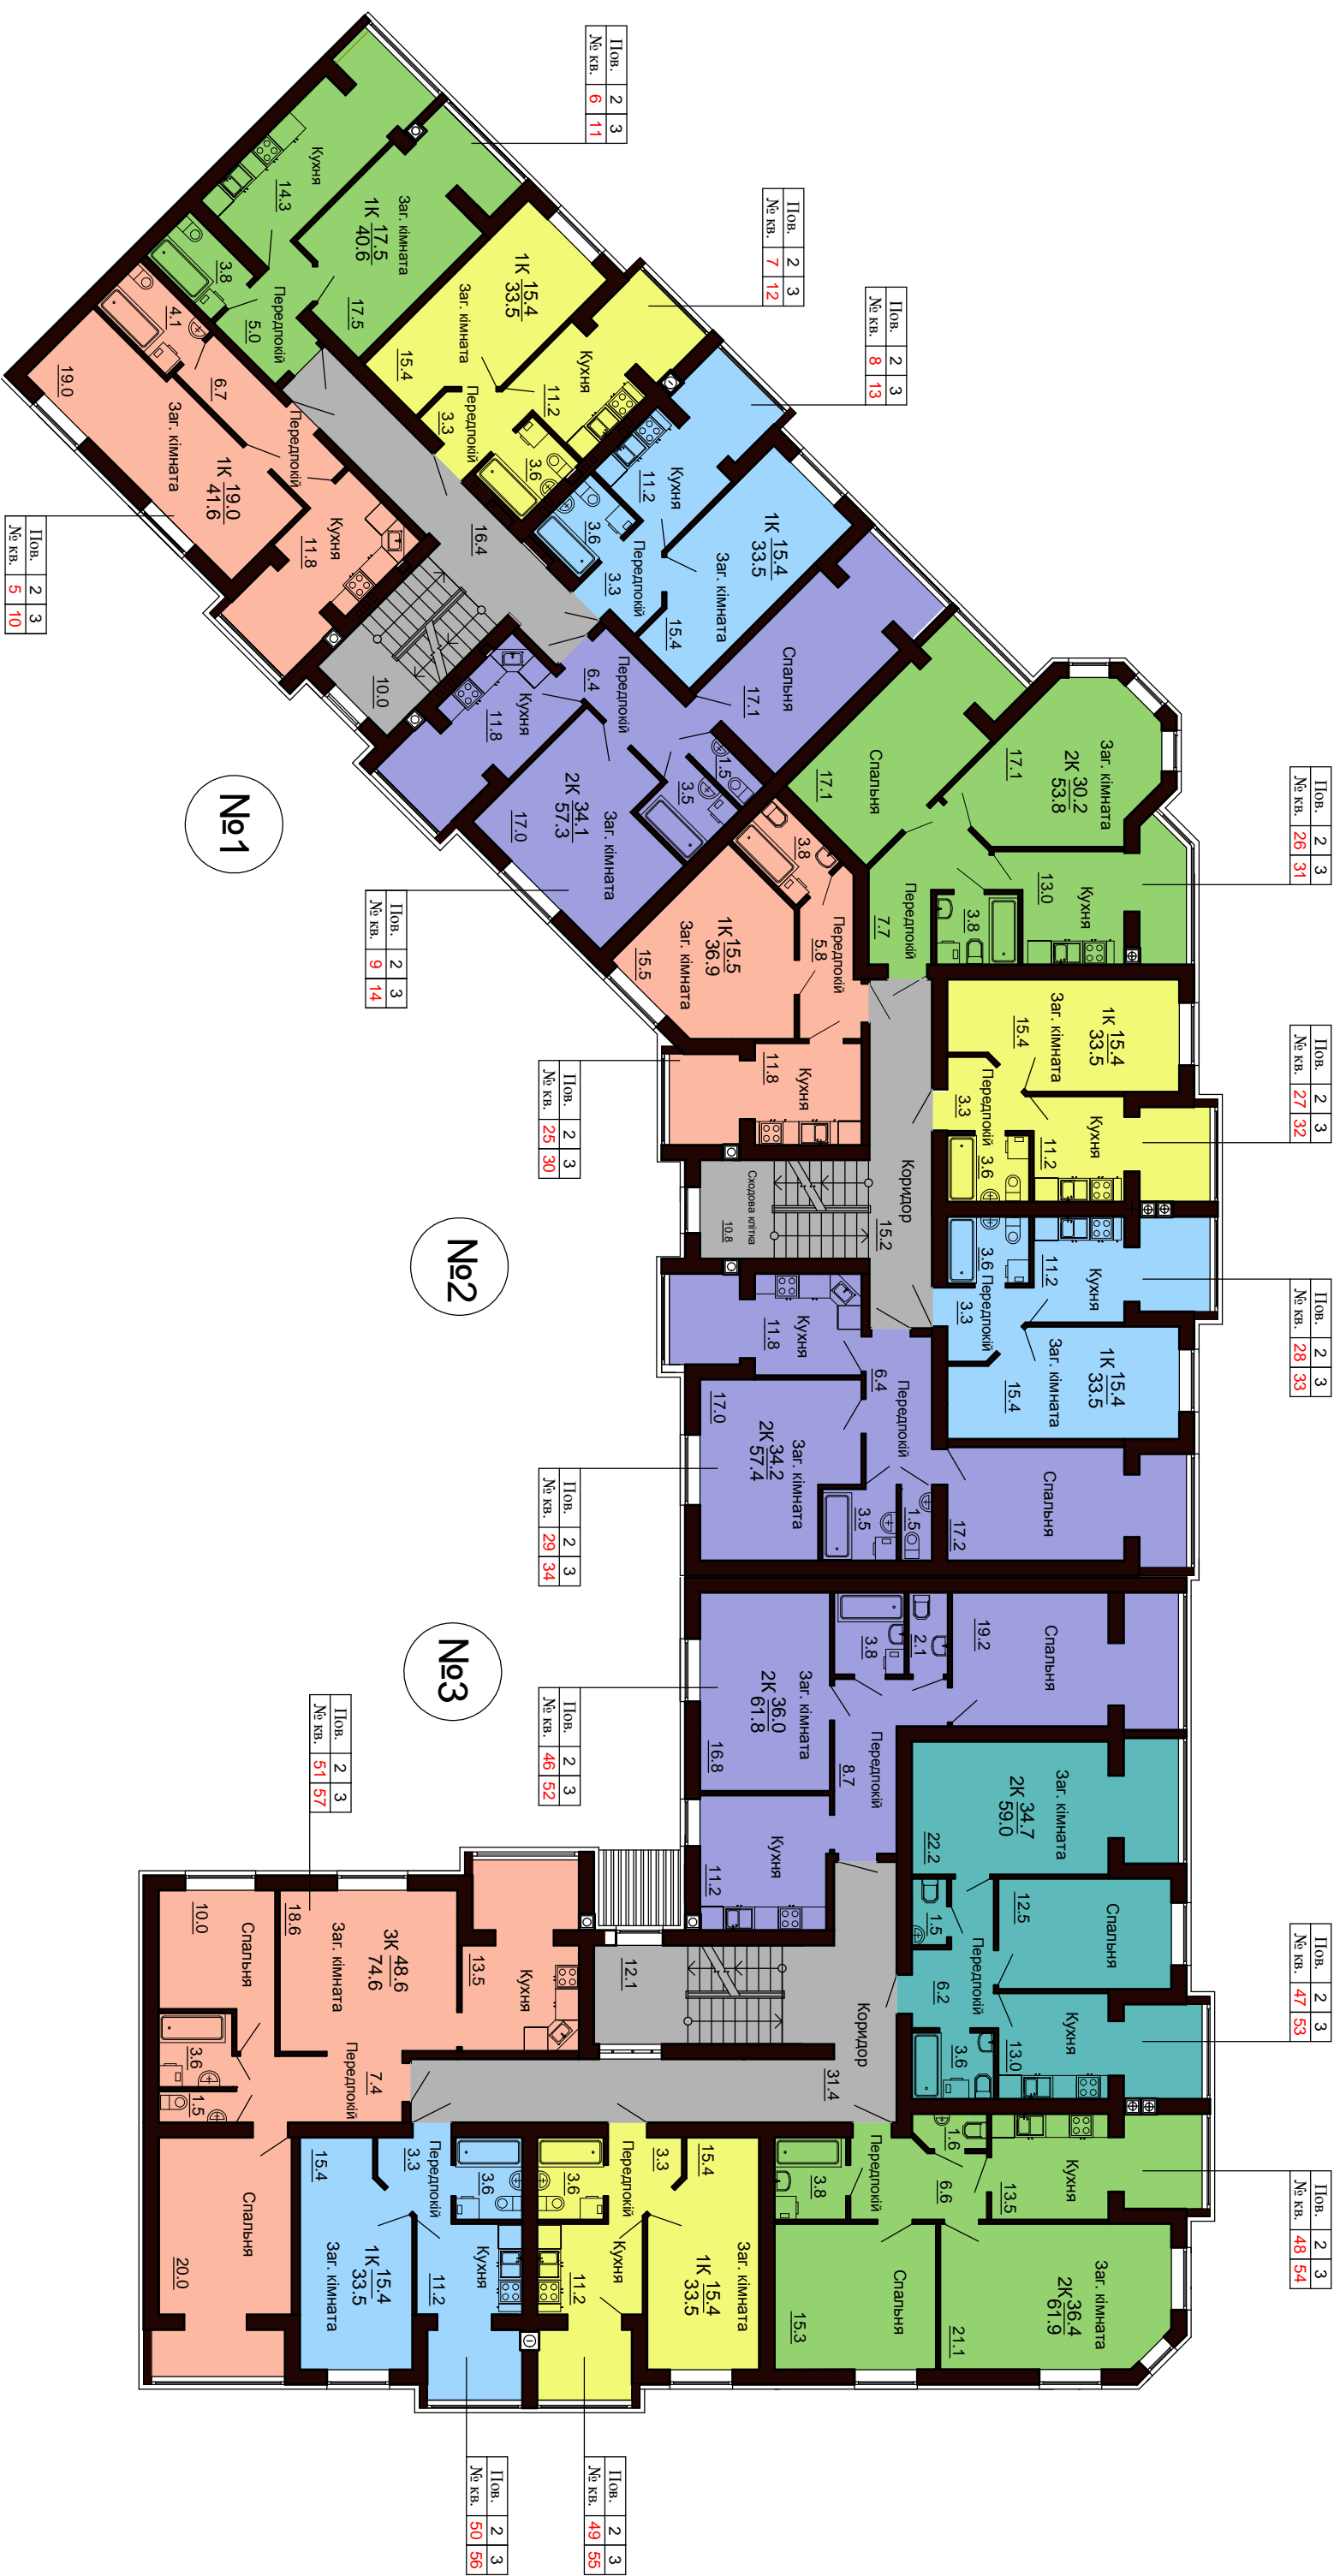 Пов. 2 3
№ кв. 6 11
Пов. 2 3
№ кв. 7 12
Пов. 2 3
№ кв. 8 13
Пов. 2 3
№ кв. 5 10
Пов. 2 3
№ кв. 9 14
Кухня
14.3
Заг. кімната
1К 17.5
40.6
17.5
3.8
Передпокій
5.0
1К 15.4
33.5
Заг. кімната
15.4
Кухня
11.2
Передпокій
3.3
3.6
Кухня
11.2
3.6
Передпокій
3.3
1К 15.4
33.5
Заг. кімната
15.4
4.1
6.7
Передпокій
19.0
Заг. кімната
1К 19.0
41.6
Кухня
11.8
16.4
10.0
Спальня
17.1
Передпокій
6.4
1.5
3.5
Кухня
11.8
2К 34.1
57.3
Заг. кімната
17.0
№1
Пов. 2 3
№ кв. 26 31
Пов. 2 3
№ кв. 27 32
Пов. 2 3
№ кв. 28 33
Пов. 2 3
№ кв. 25 30
Пов. 2 3
№ кв. 29 34
Заг. кімната
2К 30.2
53.8
17.1
Спальня
17.1
Кухня
13.0
3.8
Передпокій
7.7
3.8
Передпокій
5.8
1К 15.5
36.9
Заг. кімната
15.5
Кухня
11.8
1К 15.4
33.5
Заг. кімната
15.4
Кухня
11.2
Передпокій
3.3
3.6
Кухня
11.2
3.6
Передпокій
3.3
1К 15.4
33.5
Заг. кімната
15.4
Коридор
15.2
Сходова клітка
10.8
Кухня
11.8
Передпокій
6.4
Заг. кімната
2К 34.2
57.4
17.0
3.5
1.5
Спальня
17.2
№2
Пов. 2 3
№ кв. 46 52
Пов. 2 3
№ кв. 47 53
Пов. 2 3
№ кв. 48 54
Пов. 2 3
№ кв. 51 57
Пов. 2 3
№ кв. 50 56
Пов. 2 3
№ кв. 49 55
Спальня
19.2
2.1
3.8
Заг. кімната
2К 36.0
61.8
16.8
Передпокій
8.7
Кухня
11.2
Заг. кімната
2К 34.7
59.0
22.2
Спальня
12.5
1.5
Передпокій
6.2
Кухня
13.0
3.6
Коридор
31.4
12.1
Кухня
13.5
1.6
6.6
Передпокій
3.8
Заг. кімната
2К 36.4
61.9
21.1
Спальня
15.3
Кухня
13.5
3К 48.6
74.6
Заг. кімната
18.6
Спальня
10.0
3.6
1.5
Передпокій
7.4
Спальня
20.0
15.4
3.3
Передпокій
3.6
Кухня
11.2
1К 15.4
33.5
Заг. кімната
3.6
Передпокій
3.3
15.4
Кухня
11.2
Заг. кімната
1К 15.4
33.5
№3